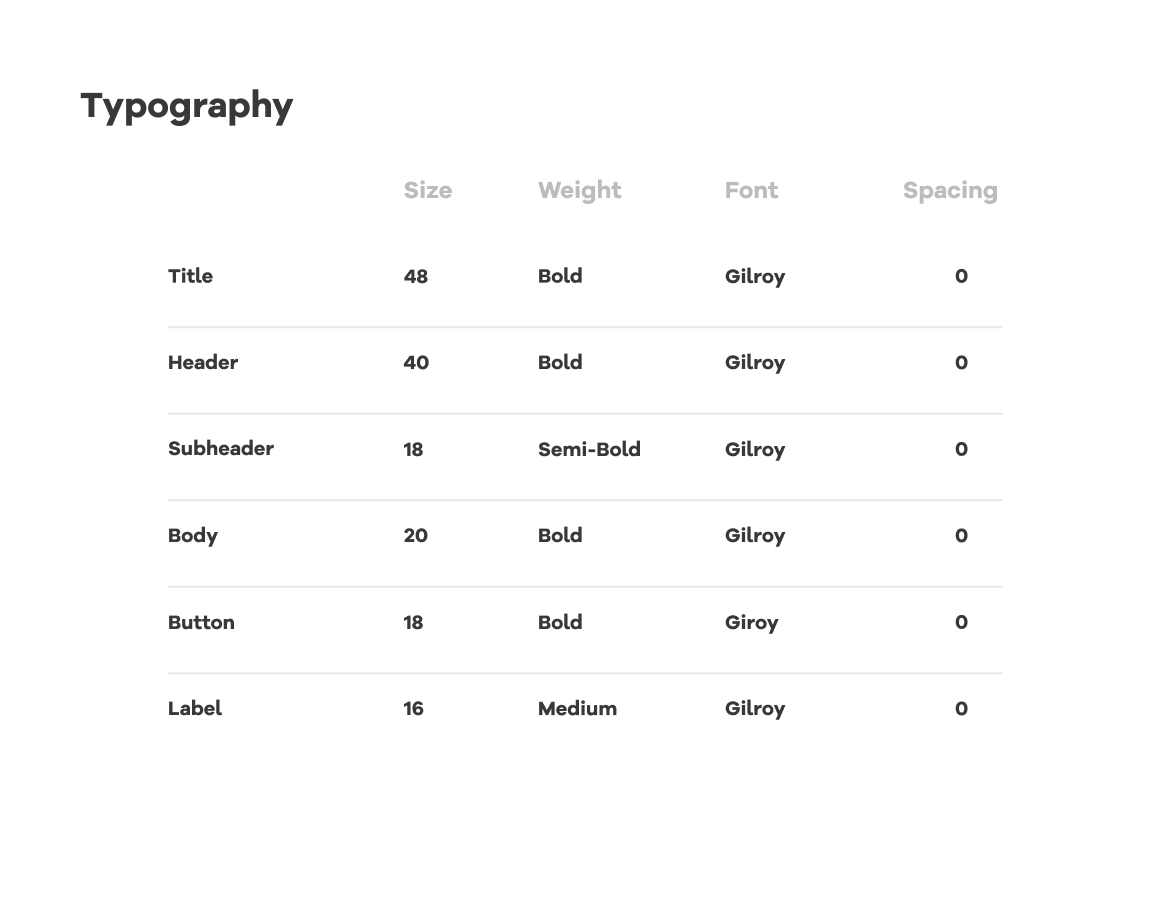 Typography
Size Weight Font Spacing
Title 48 Bold Gilroy 0
Header 40 Bold Gilroy 0
Subheader 18 Semi-Bold Gilroy 0
Body 20 Bold Gilroy 0
Button 18 Bold Giroy 0
Label 16 Medium Gilroy 0